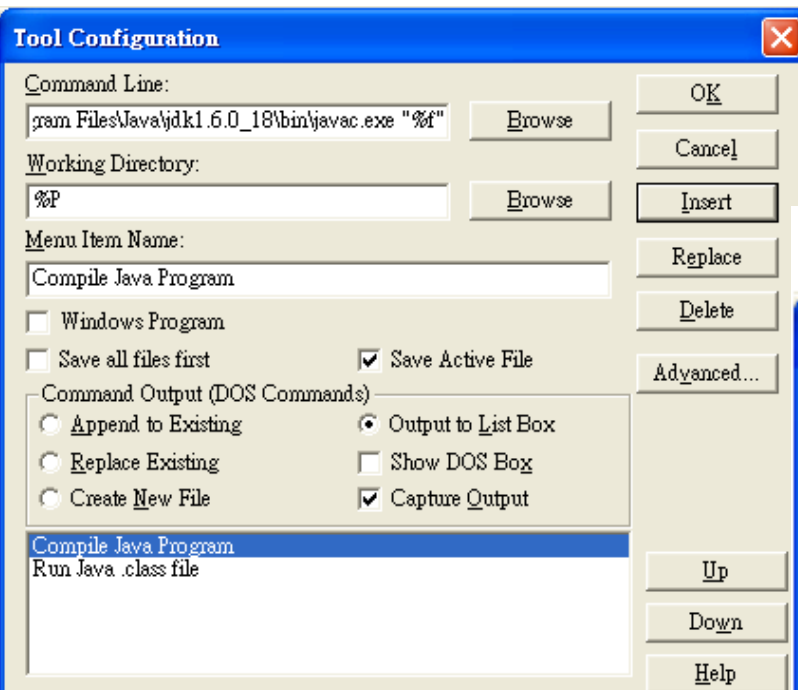 Tool Configuration
Command Line:
gram Files\Java\jdk1.6.0_18\bin\javac.exe "%f"
Browse
OK
Cancel
Working Directory:
%P
Browse
Insert
Menu Item Name:
Compile Java Program
Replace
Windows Program
Delete
Save all files first
Save Active File
Advanced...
Command Output (DOS Commands)
Append to Existing
Output to List Box
Replace Existing
Show DOS Box
Create New File
Capture Output
Compile Java Program
Run Java .class file
Up
Down
Help